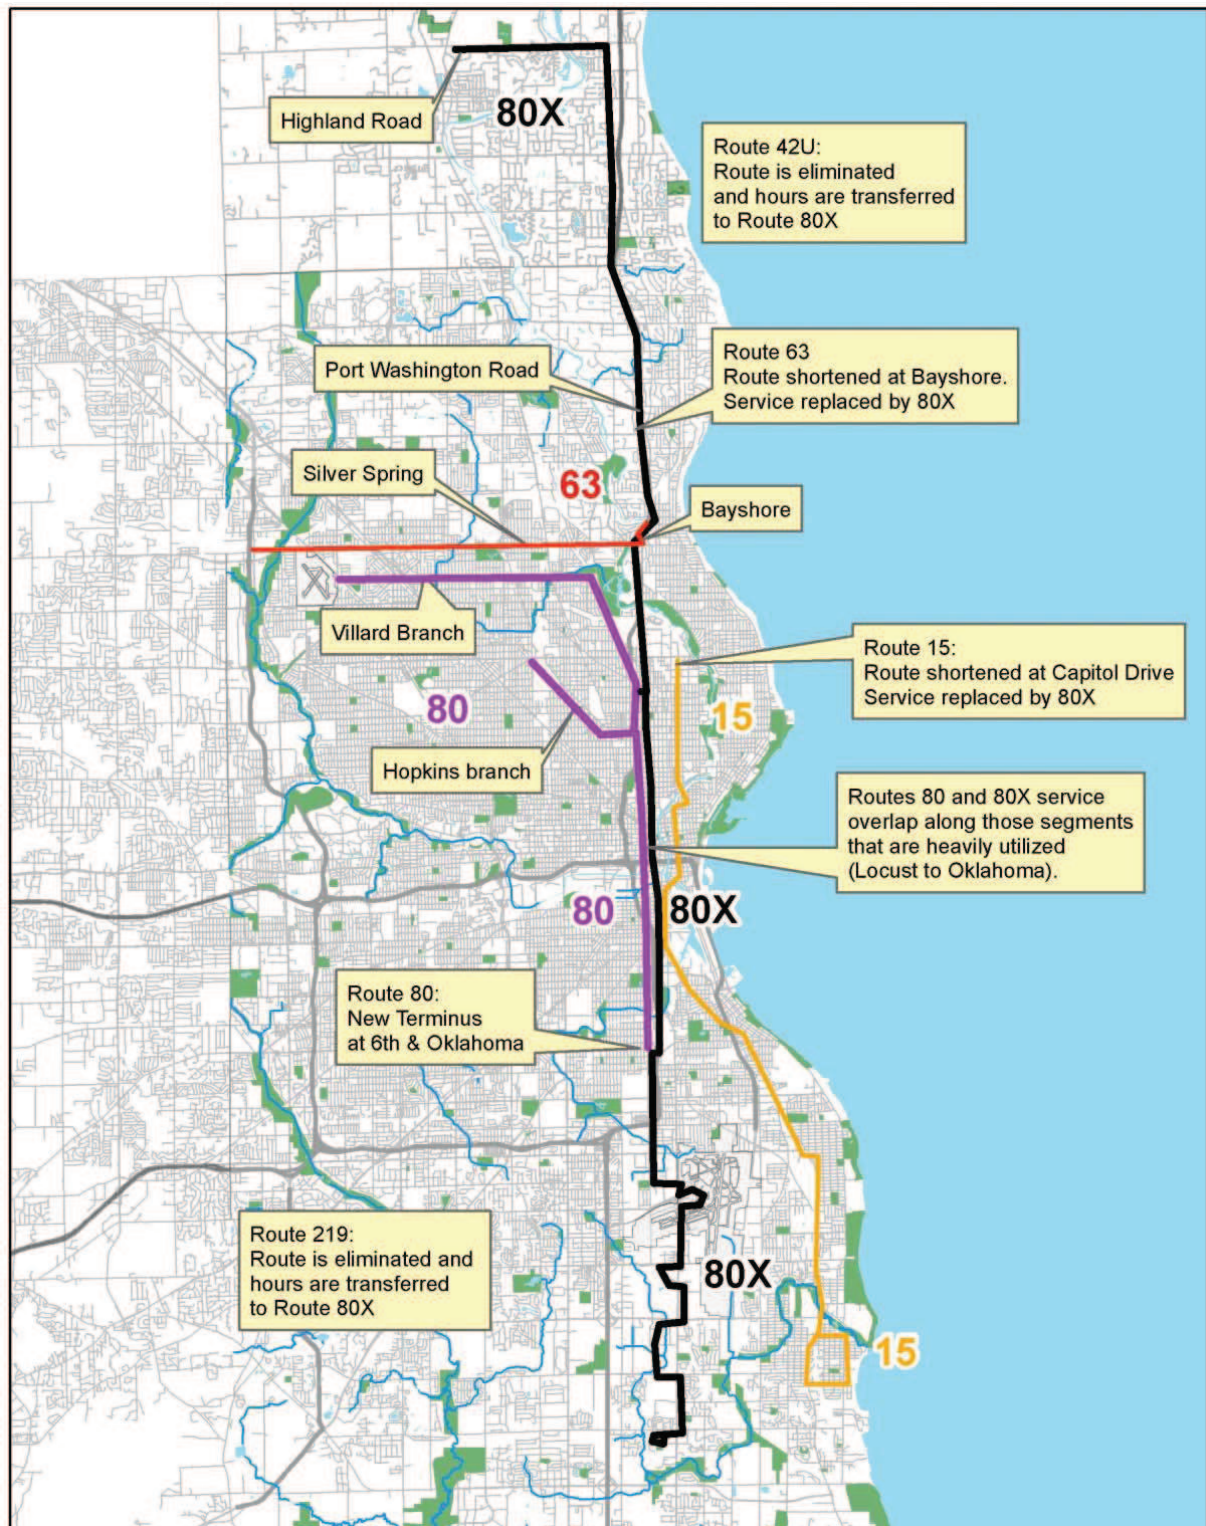 Highland Road
80X
Route 42U:
Route is eliminated
and hours are transferred
to Route 80X
Port Washington Road
Route 63
Route shortened at Bayshore.
Service replaced by 80X
Silver Spring
63
Bayshore
Villard Branch
Route 15:
Route shortened at Capitol Drive
Service replaced by 80X
80
15
Hopkins branch
Routes 80 and 80X service
overlap along those segments
that are heavily utilized
(Locust to Oklahoma).
80
80X
Route 80:
New Terminus
at 6th & Oklahoma
Route 219:
Route is eliminated and
hours are transferred
to Route 80X
80X
15